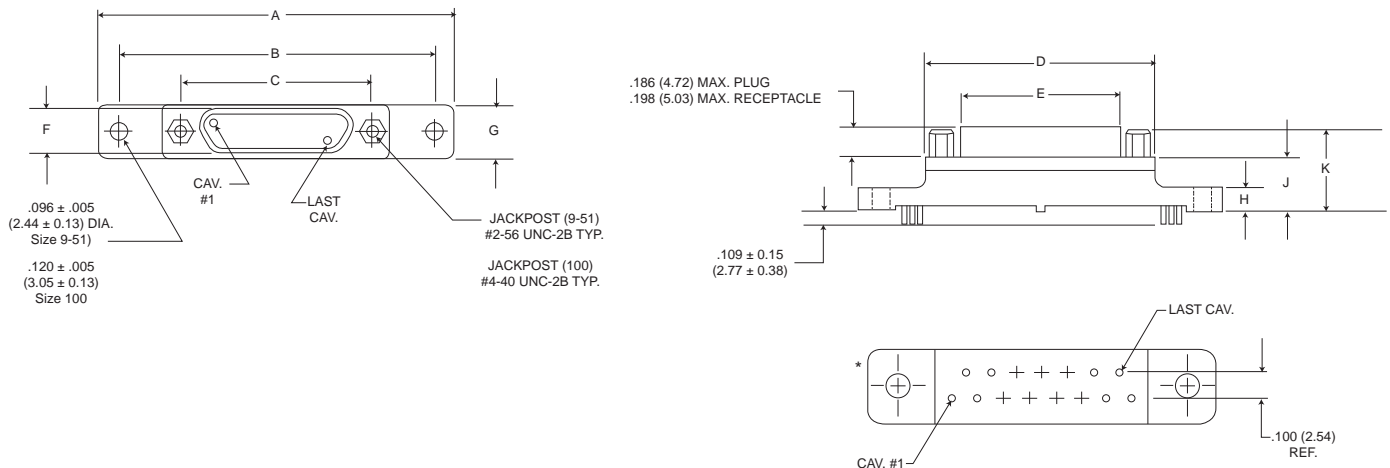 A
B
C
F
G
CAV.
#1
LAST
CAV.
.096 ± .005
(2.44 ± 0.13) DIA.
Size 9-51)
.120 ± .005
(3.05 ± 0.13)
Size 100
JACKPOST (9-51)
#2-56 UNC-2B TYP.
JACKPOST (100)
#4-40 UNC-2B TYP.
D
.186 (4.72) MAX. PLUG
.198 (5.03) MAX. RECEPTACLE
E
K
J
H
.109 ± 0.15
(2.77 ± 0.38)
LAST CAV.
*
.100 (2.54)
REF.
CAV. #1